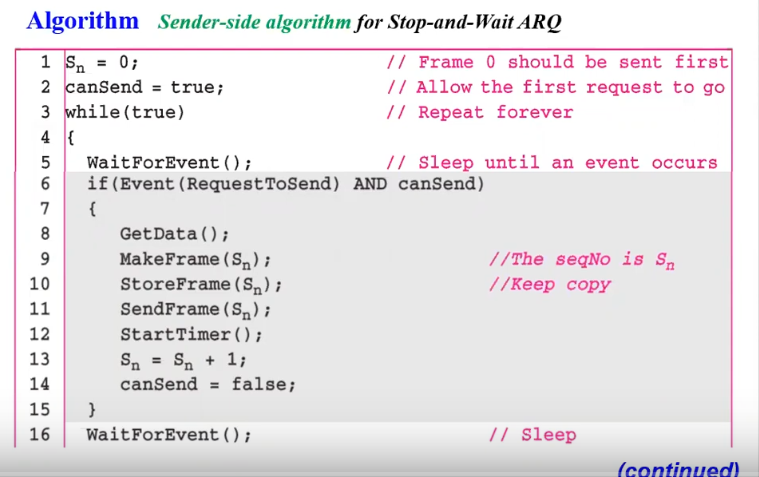 Algorithm Sender-side algorithm for Stop-and-Wait ARQ
1 Sn = 0; // Frame 0 should be sent first
2 canSend = true; // Allow the first request to go
3 while(true) // Repeat forever
4 {
5 WaitForEvent(); // Sleep until an event occurs
6 if(Event(RequestToSend) AND canSend)
7 {
8 GetData();
9 MakeFrame(Sn); //The seqNo is Sn
10 StoreFrame(Sn); //Keep copy
11 SendFrame(Sn);
12 StartTimer();
13 Sn = Sn + 1;
14 canSend = false;
15 }
16 WaitForEvent(); // Sleep
(continued)